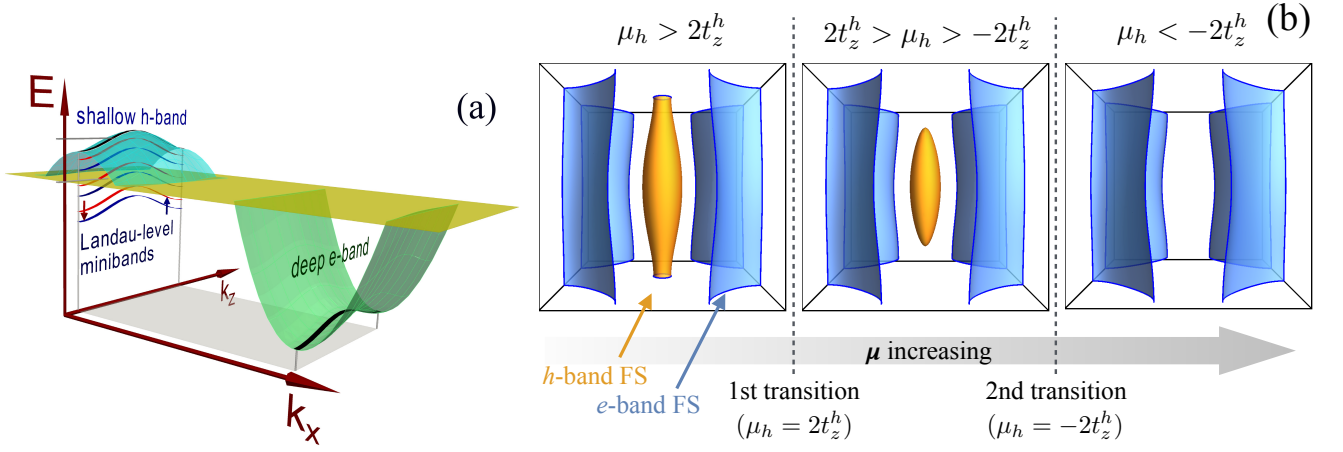 (a)
E
shallow h-band
Landau-level
minibands
deep e-band
k_z
k_x
(b)
μ_h > 2t_z^h
2t_z^h > μ_h > -2t_z^h
μ_h < -2t_z^h
μ increasing
h-band FS
e-band FS
1st transition
(μ_h = 2t_z^h)
2nd transition
(μ_h = -2t_z^h)